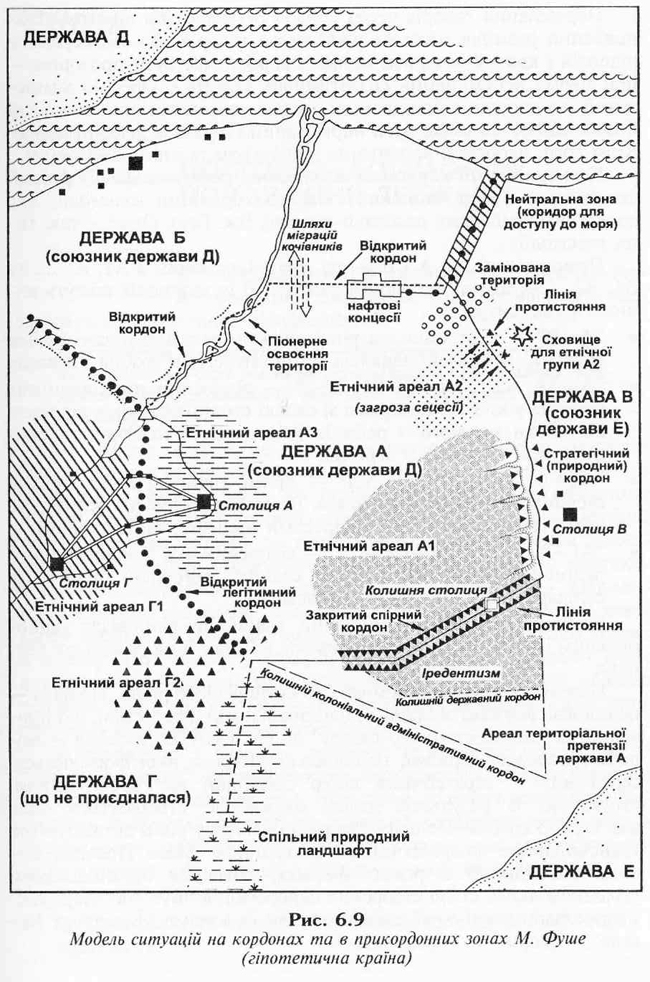 ДЕРЖАВА Д
ДЕРЖАВА Б
(союзник держави Д)
Шляхи
міграцій
кочівників
Відкритий
кордон
Нейтральна зона
(коридор для
доступу до моря)
Замінована
територія
нафтові
концесії
Лінія
протистояння
Відкритий
кордон
Піонерне
освоєння
території
Сховище
для етнічної
групи А2
Етнічний ареал А2
(загроза сецесії)
ДЕРЖАВА В
(союзник
держави Е)
Етнічний ареал А3
ДЕРЖАВА А
(союзник держави Д)
Стратегічний
(природний)
кордон
Столиця А
Столиця В
Етнічний ареал А1
Столиця Г
Відкритий
легітимний
кордон
Колишня столиця
Етнічний ареал Г1
Закритий спірний
кордон
Лінія
протистояння
Іредентизм
Етнічний ареал Г2
Колишній державний кордон
Колишній колоніальний адміністративний кордон
Ареал територіальної
претензії
держави А
ДЕРЖАВА Г
(що не приєдналася)
Спільний природний
ландшафт
ДЕРЖАВА Е
Рис. 6.9
Модель ситуацій на кордонах та в прикордонних зонах М. Фуше
(гіпотетична країна)